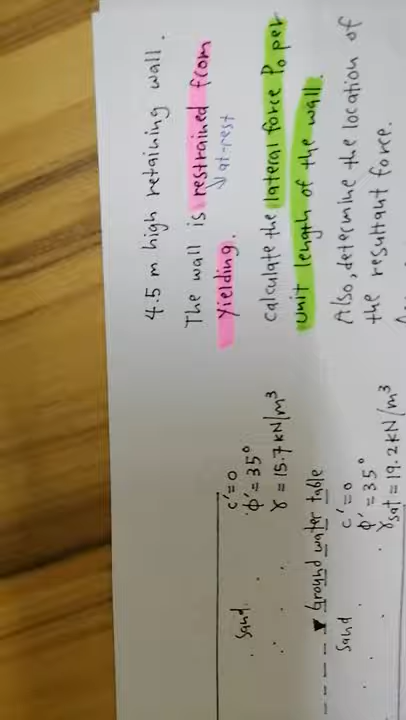 4.5 m high retaining wall.
The wall is restrained from
at-rest
Yielding.
Calculate the lateral force Po per
unit length of the wall.
Also, determine the location of
the resultant force.
Sand
c'=0
ϕ'=35°
γ=15.7 kN/m³
Ground water table
Sand
c'=0
ϕ'=35°
γsat=19.2 kN/m³